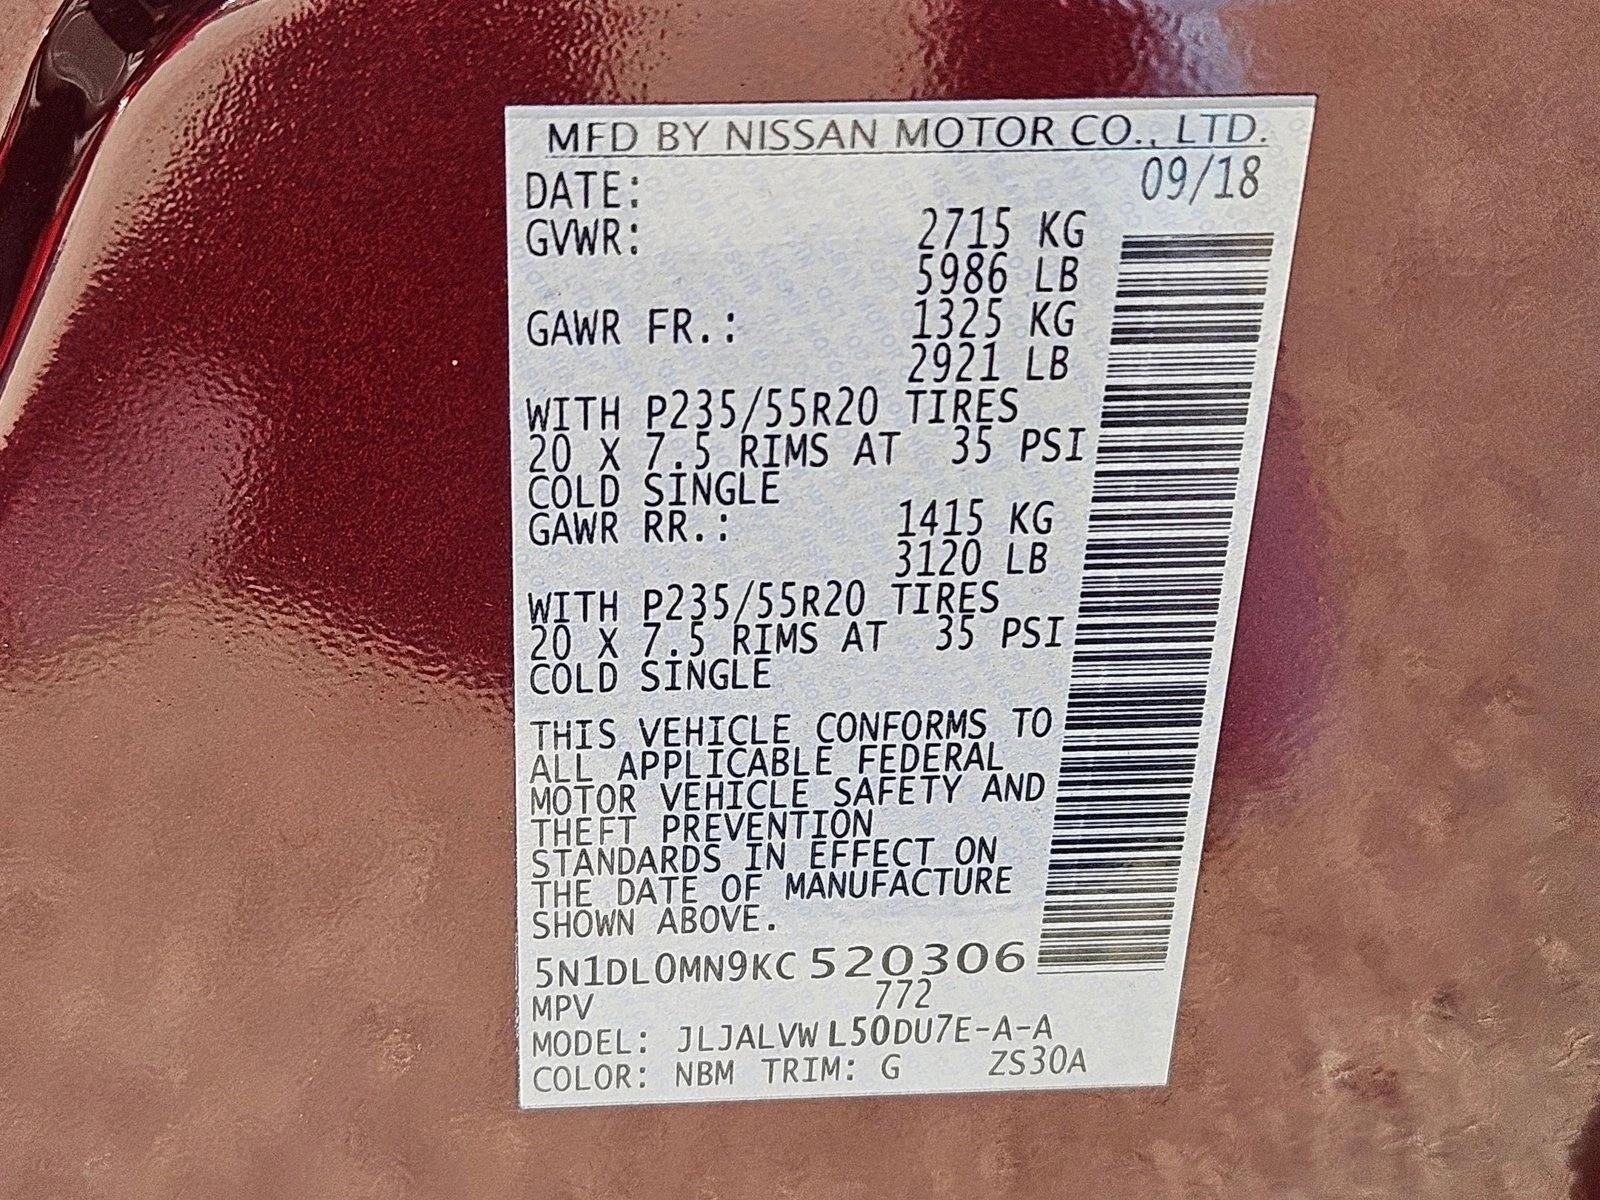 MFD BY NISSAN MOTOR CO., LTD.
DATE: 09/18
GVWR: 2715 KG
5986 LB
GAWR FR.: 1325 KG
2921 LB
WITH P235/55R20 TIRES
20 X 7.5 RIMS AT 35 PSI
COLD SINGLE
GAWR RR.: 1415 KG
3120 LB
WITH P235/55R20 TIRES
20 X 7.5 RIMS AT 35 PSI
COLD SINGLE
THIS VEHICLE CONFORMS TO
ALL APPLICABLE FEDERAL
MOTOR VEHICLE SAFETY AND
THEFT PREVENTION
STANDARDS IN EFFECT ON
THE DATE OF MANUFACTURE
SHOWN ABOVE.
5N1DL0MN9KC520306
MPV 772
MODEL: JLJALVWL50DU7E-A-A
COLOR: NBM TRIM: G ZS30A